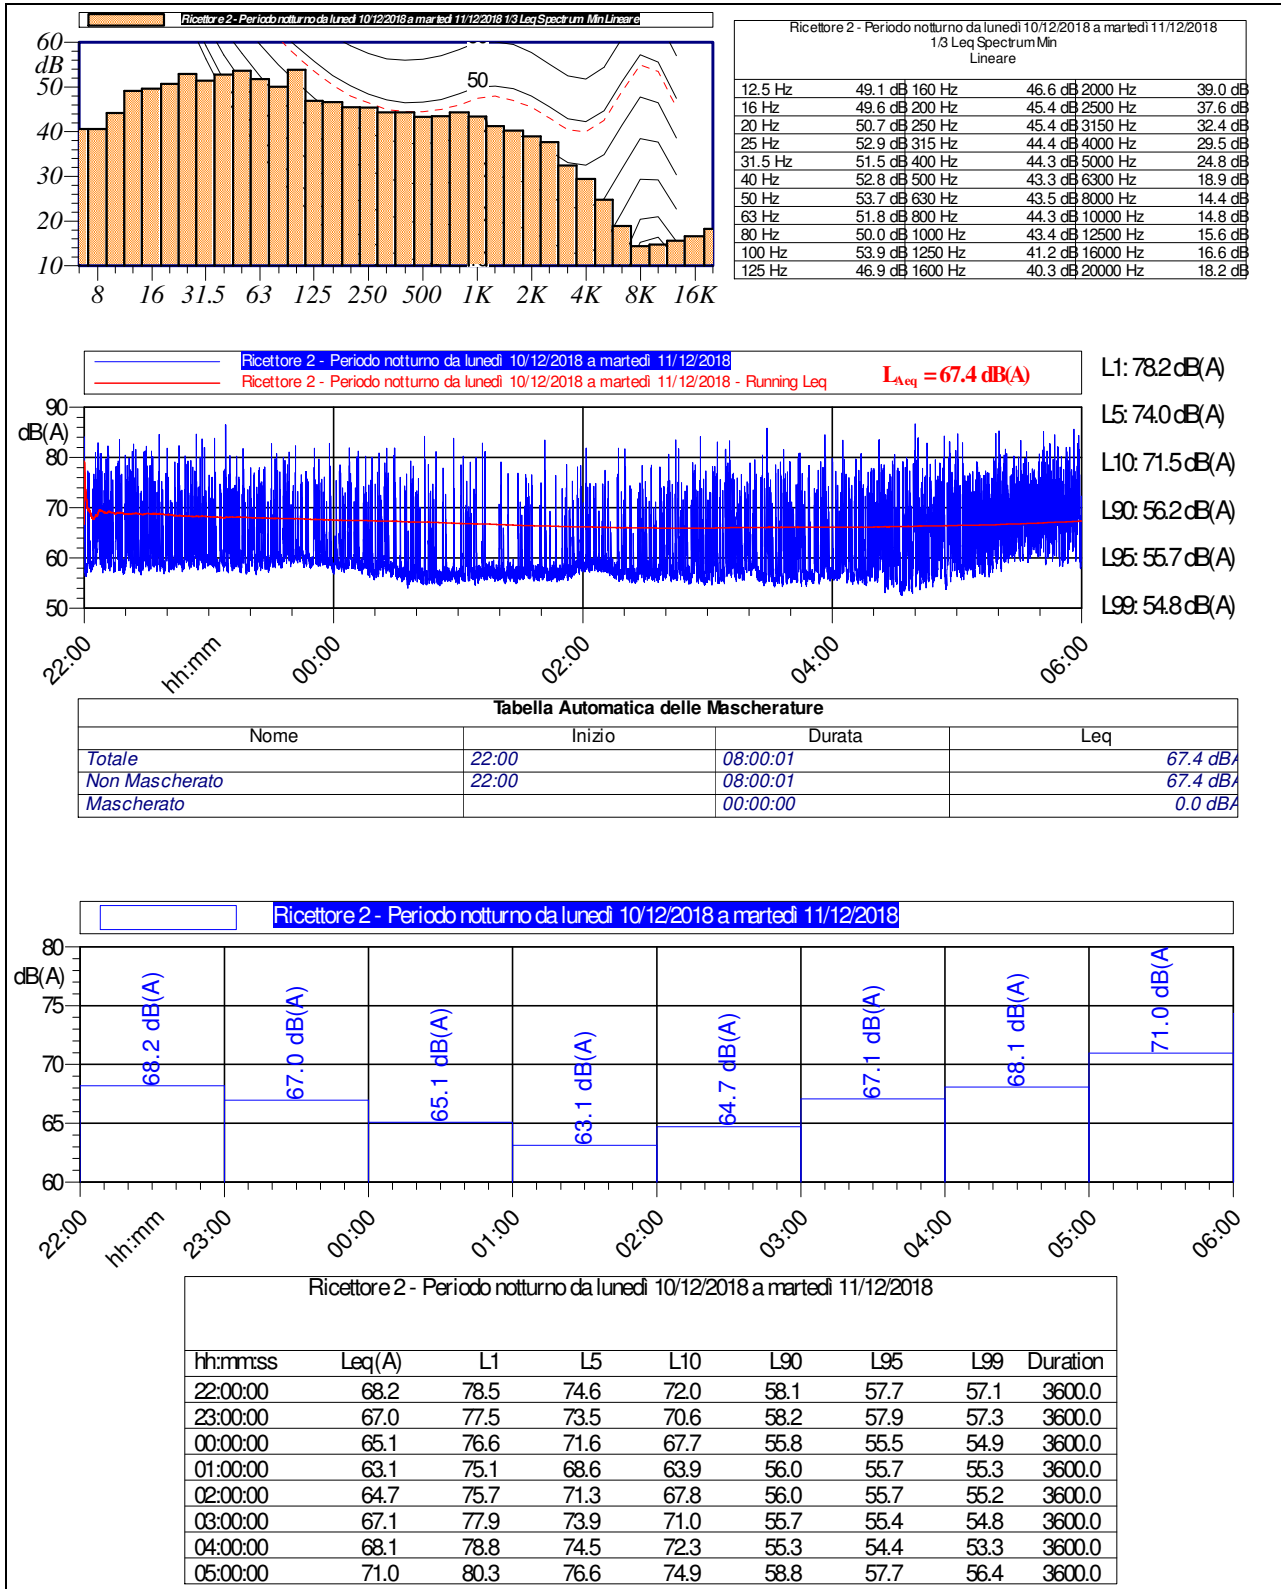 Ricettore 2 - Periodo notturno da lunedì 10/12/2018 a martedì 11/12/2018 1/3 Leq Spectrum Min Lineare
60
dB
50
40
30
20
10
50
8 16 31.5 63 125 250 500 1K 2K 4K 8K 16K
Ricettore 2 - Periodo notturno da lunedì 10/12/2018 a martedì 11/12/2018
1/3 Leq Spectrum Min
Lineare
12.5 Hz 49.1 dB 160 Hz 46.6 dB 2000 Hz 39.0 dB
16 Hz 49.6 dB 200 Hz 45.4 dB 2500 Hz 37.6 dB
20 Hz 50.7 dB 250 Hz 45.4 dB 3150 Hz 32.4 dB
25 Hz 52.9 dB 315 Hz 44.4 dB 4000 Hz 29.5 dB
31.5 Hz 51.5 dB 400 Hz 44.3 dB 5000 Hz 24.8 dB
40 Hz 52.8 dB 500 Hz 43.3 dB 6300 Hz 18.9 dB
50 Hz 53.7 dB 630 Hz 43.5 dB 8000 Hz 14.4 dB
63 Hz 51.8 dB 800 Hz 44.3 dB 10000 Hz 14.8 dB
80 Hz 50.0 dB 1000 Hz 43.4 dB 12500 Hz 15.6 dB
100 Hz 53.9 dB 1250 Hz 41.2 dB 16000 Hz 16.6 dB
125 Hz 46.9 dB 1600 Hz 40.3 dB 20000 Hz 18.2 dB
Ricettore 2 - Periodo notturno da lunedì 10/12/2018 a martedì 11/12/2018
Ricettore 2 - Periodo notturno da lunedì 10/12/2018 a martedì 11/12/2018 - Running Leq
LAeq = 67.4 dB(A)
L1: 78.2 dB(A)
L5: 74.0 dB(A)
L10: 71.5 dB(A)
L90: 56.2 dB(A)
L95: 55.7 dB(A)
L99: 54.8 dB(A)
90
dB(A)
80
70
60
50
22:00 hh:mm 00:00 02:00 04:00 06:00
Tabella Automatica delle Mascherature
Nome Inizio Durata Leq
Totale 22:00 08:00:01 67.4 dBA
Non Mascherato 22:00 08:00:01 67.4 dBA
Mascherato 00:00:00 0.0 dBA
Ricettore 2 - Periodo notturno da lunedì 10/12/2018 a martedì 11/12/2018
80
dB(A)
75
70
65
60
68.2 dB(A) 67.0 dB(A) 65.1 dB(A) 63.1 dB(A) 64.7 dB(A) 67.1 dB(A) 68.1 dB(A) 71.0 dB(A
22:00 hh:mm 23:00 00:00 01:00 02:00 03:00 04:00 05:00 06:00
Ricettore 2 - Periodo notturno da lunedì 10/12/2018 a martedì 11/12/2018
hh:mm:ss Leq(A) L1 L5 L10 L90 L95 L99 Duration
22:00:00 68.2 78.5 74.6 72.0 58.1 57.7 57.1 3600.0
23:00:00 67.0 77.5 73.5 70.6 58.2 57.9 57.3 3600.0
00:00:00 65.1 76.6 71.6 67.7 55.8 55.5 54.9 3600.0
01:00:00 63.1 75.1 68.6 63.9 56.0 55.7 55.3 3600.0
02:00:00 64.7 75.7 71.3 67.8 56.0 55.7 55.2 3600.0
03:00:00 67.1 77.9 73.9 71.0 55.7 55.4 54.8 3600.0
04:00:00 68.1 78.8 74.5 72.3 55.3 54.4 53.3 3600.0
05:00:00 71.0 80.3 76.6 74.9 58.8 57.7 56.4 3600.0